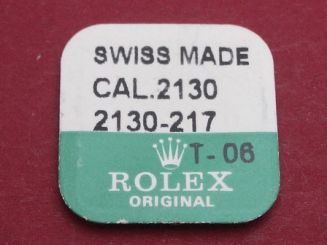 SWISS MADE
CAL.2130
2130-217
T-06
ROLEX
ORIGINAL